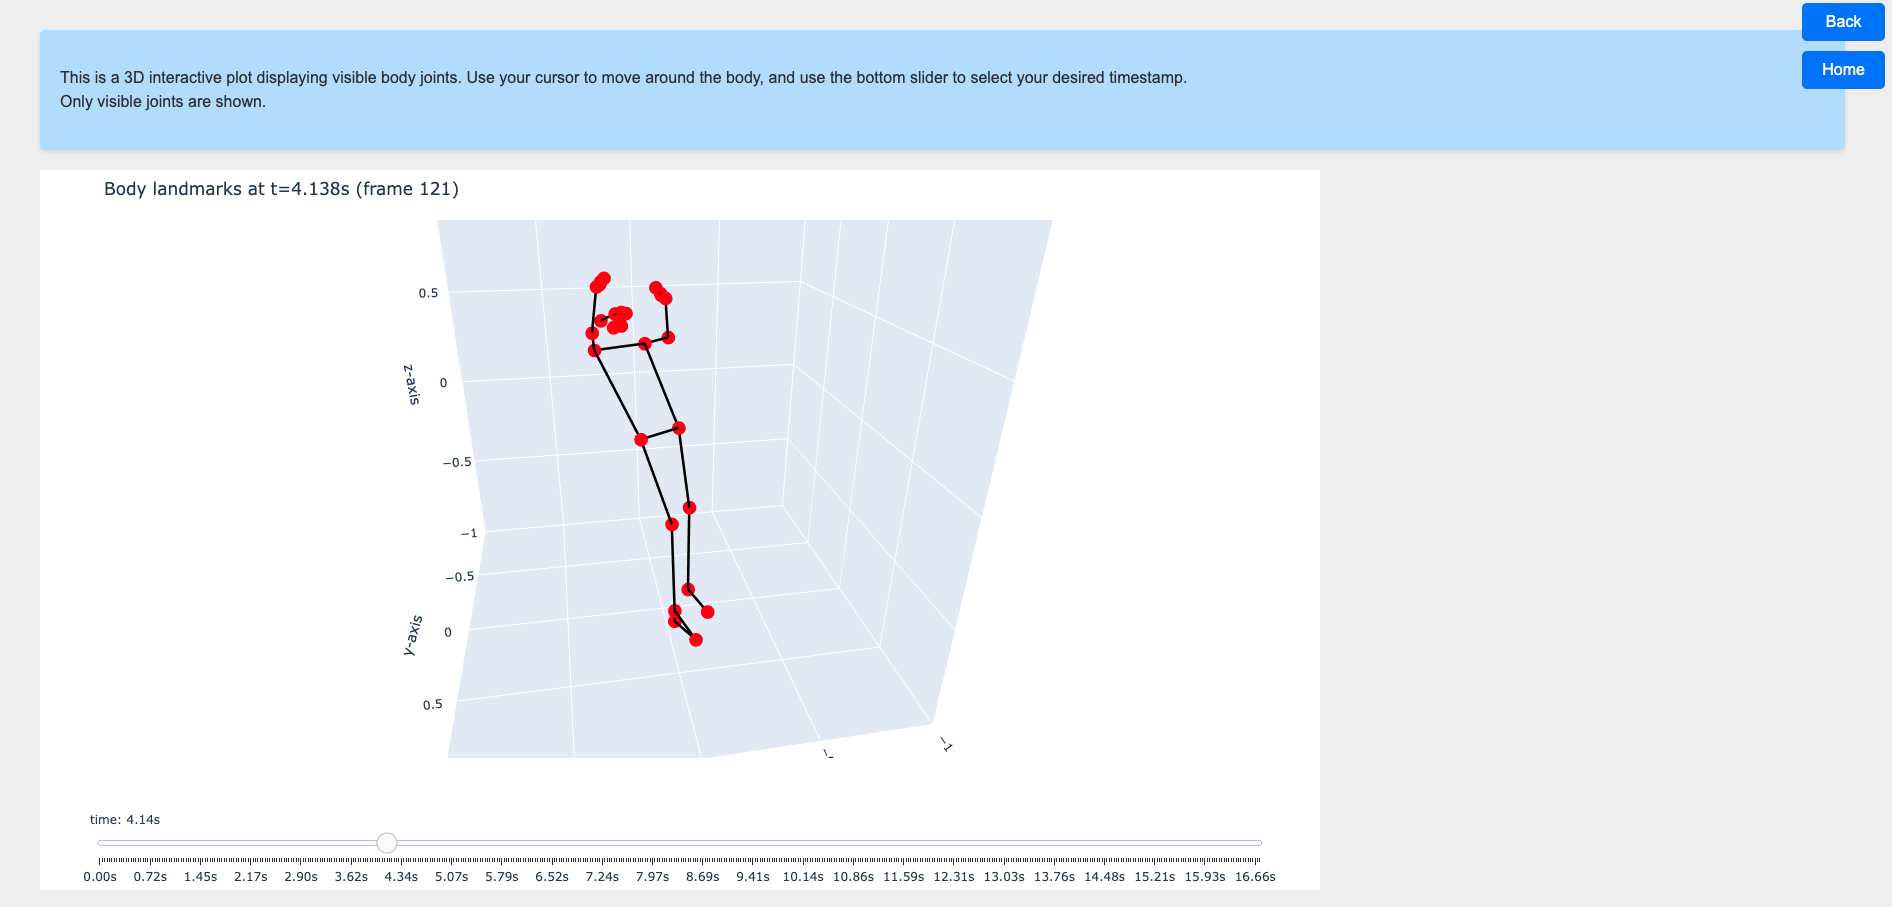 Back
Home
This is a 3D interactive plot displaying visible body joints. Use your cursor to move around the body, and use the bottom slider to select your desired timestamp.
Only visible joints are shown.
Body landmarks at t=4.138s (frame 121)
0.5
z-axis
0
−0.5
−1
−0.5
y-axis
0
0.5
−1
time: 4.14s
0.00s 0.72s 1.45s 2.17s 2.90s 3.62s 4.34s 5.07s 5.79s 6.52s 7.24s 7.97s 8.69s 9.41s 10.14s 10.86s 11.59s 12.31s 13.03s 13.76s 14.48s 15.21s 15.93s 16.66s